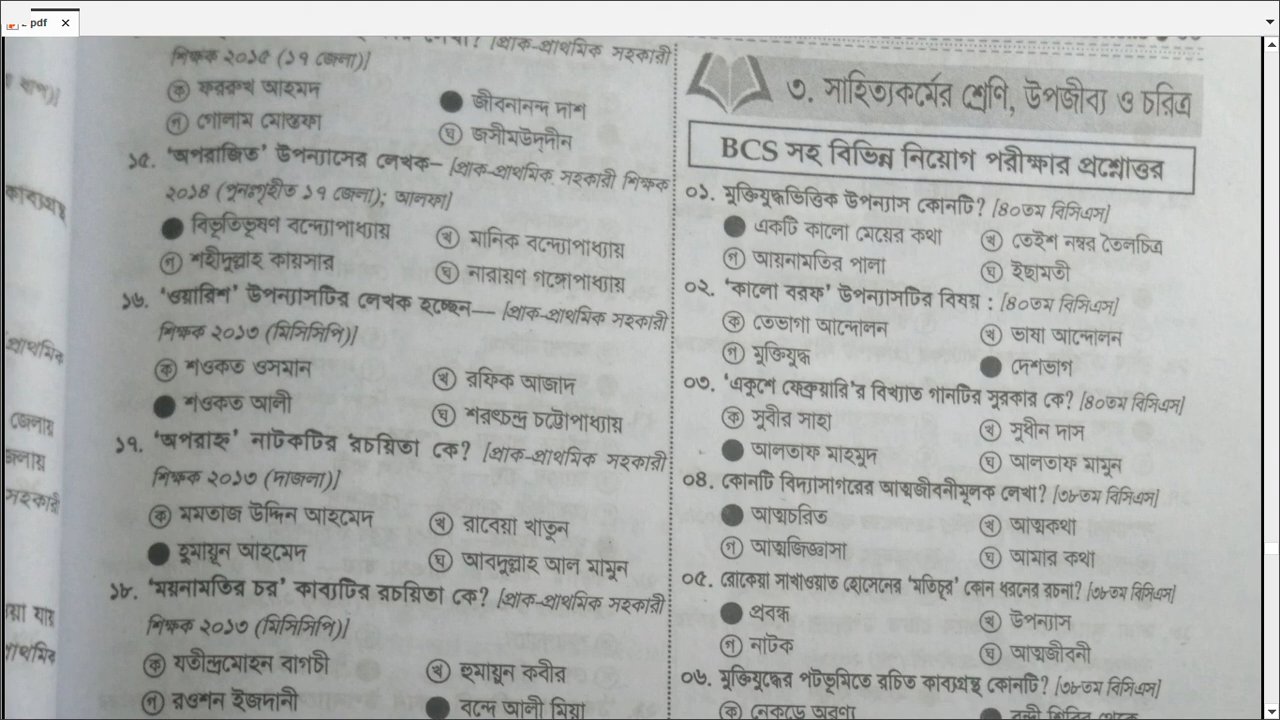 pdf
লেখা? [প্রাক-প্রাথমিক সহকারী
শিক্ষক ২০১৫ (১৭ জেলা)]
ক ফররুখ আহমদ
● জীবনানন্দ দাশ
গ গোলাম মোস্তফা
ঘ জসীমউদ্‌দীন
১৫. ‘অপরাজিত’ উপন্যাসের লেখক– [প্রাক-প্রাথমিক সহকারী শিক্ষক
২০১৪ (পুনঃগৃহীত ১৭ জেলা); আলফা]
● বিভূতিভূষণ বন্দ্যোপাধ্যায়
খ মানিক বন্দ্যোপাধ্যায়
গ শহীদুল্লাহ কায়সার
ঘ নারায়ণ গঙ্গোপাধ্যায়
১৬. ‘ওয়ারিশ’ উপন্যাসটির লেখক হচ্ছেন— [প্রাক-প্রাথমিক সহকারী
শিক্ষক ২০১৩ (মিসিসিপি)]
ক শওকত ওসমান
খ রফিক আজাদ
● শওকত আলী
ঘ শরৎচন্দ্র চট্টোপাধ্যায়
১৭. ‘অপরাহ্ন’ নাটকটির রচয়িতা কে? [প্রাক-প্রাথমিক সহকারী
শিক্ষক ২০১৩ (দাজলা)]
ক মমতাজ উদ্দিন আহমেদ
খ রাবেয়া খাতুন
● হুমায়ূন আহমেদ
ঘ আবদুল্লাহ আল মামুন
১৮. ‘ময়নামতির চর’ কাব্যটির রচয়িতা কে? [প্রাক-প্রাথমিক সহকারী
শিক্ষক ২০১৩ (মিসিসিপি)]
ক যতীন্দ্রমোহন বাগচী
খ হুমায়ুন কবীর
গ রওশন ইজদানী
● বন্দে আলী মিয়া
৩. সাহিত্যকর্মের শ্রেণি, উপজীব্য ও চরিত্র
BCS সহ বিভিন্ন নিয়োগ পরীক্ষার প্রশ্নোত্তর
০১. মুক্তিযুদ্ধভিত্তিক উপন্যাস কোনটি? [৪০তম বিসিএস]
● একটি কালো মেয়ের কথা
খ তেইশ নম্বর তৈলচিত্র
গ আয়নামতির পালা
ঘ ইছামতী
০২. ‘কালো বরফ’ উপন্যাসটির বিষয় : [৪০তম বিসিএস]
ক তেভাগা আন্দোলন
খ ভাষা আন্দোলন
গ মুক্তিযুদ্ধ
● দেশভাগ
০৩. ‘একুশে ফেব্রুয়ারি’র বিখ্যাত গানটির সুরকার কে? [৪০তম বিসিএস]
ক সুবীর সাহা
খ সুধীন দাস
● আলতাফ মাহমুদ
ঘ আলতাফ মামুন
০৪. কোনটি বিদ্যাসাগরের আত্মজীবনীমূলক লেখা? [৩৮তম বিসিএস]
● আত্মচরিত
খ আত্মকথা
গ আত্মজিজ্ঞাসা
ঘ আমার কথা
০৫. রোকেয়া সাখাওয়াত হোসেনের ‘মতিচূর’ কোন ধরনের রচনা? [৩৮তম বিসিএস]
● প্রবন্ধ
খ উপন্যাস
গ নাটক
ঘ আত্মজীবনী
০৬. মুক্তিযুদ্ধের পটভূমিতে রচিত কাব্যগ্রন্থ কোনটি? [৩৮তম বিসিএস]
ক নেকড়ে অরণ্য
● বন্দী শিবির থেকে